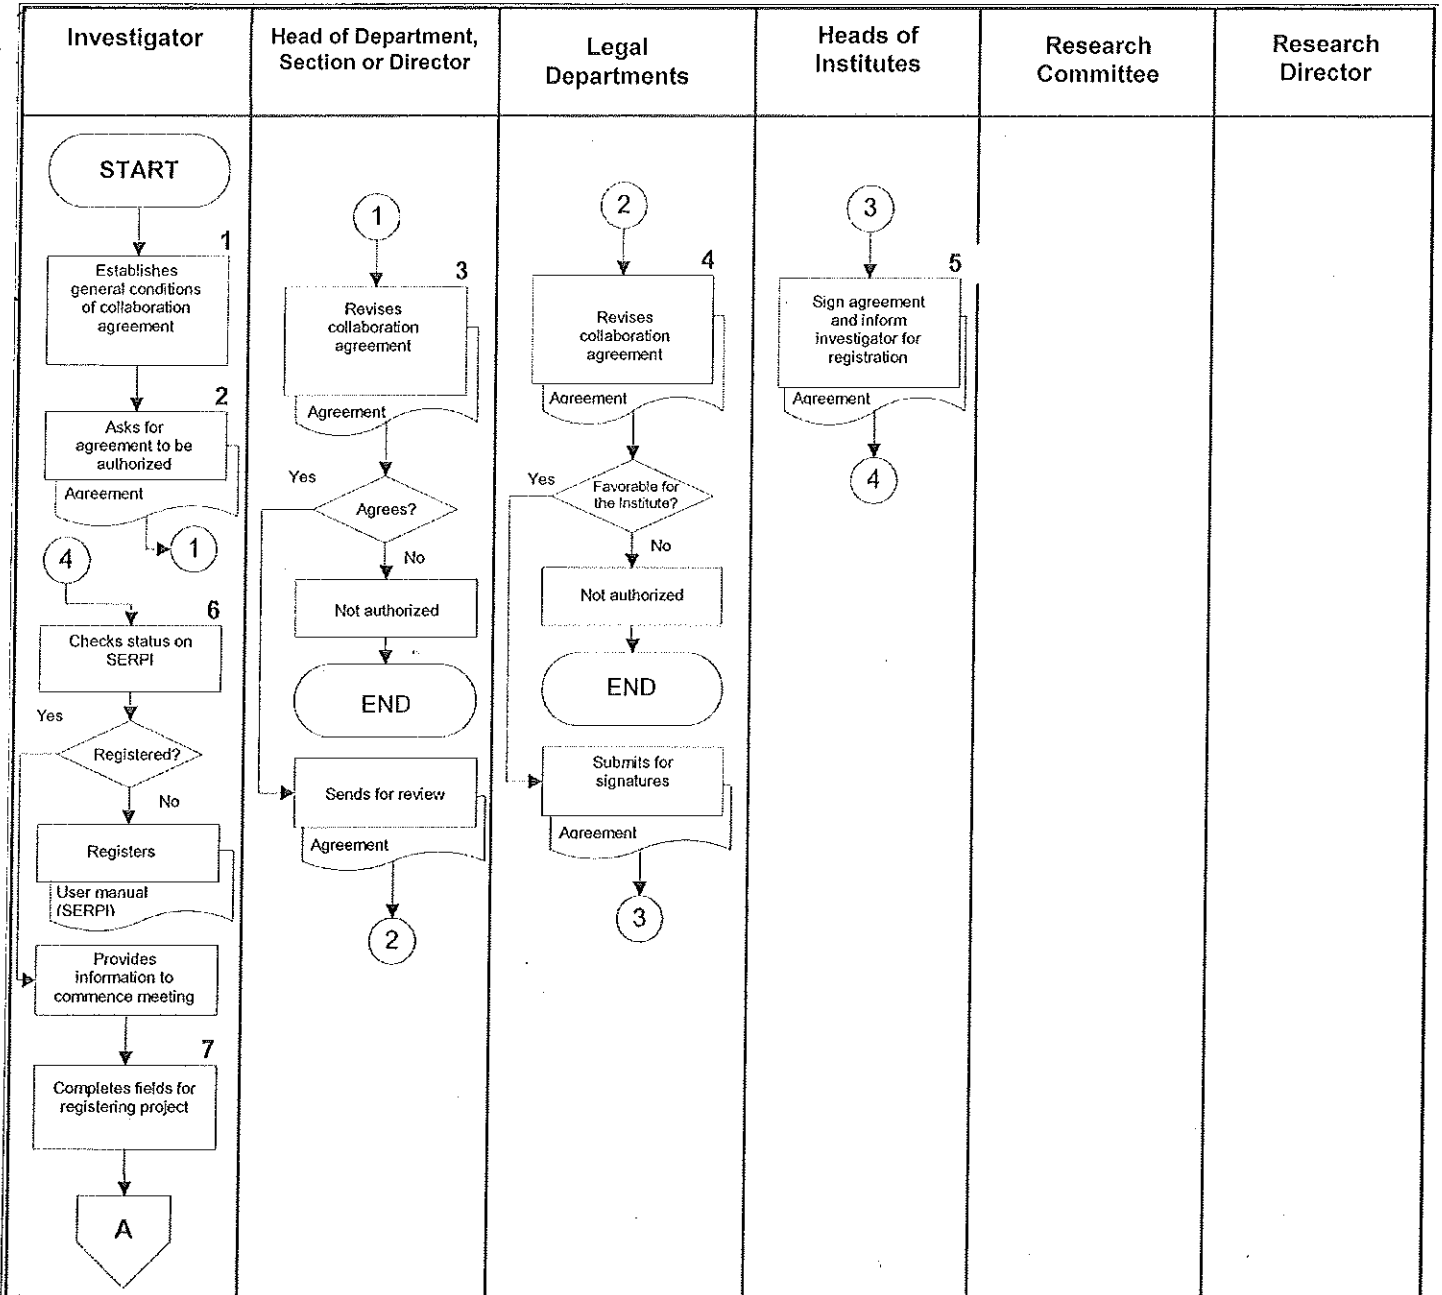 Investigator
Head of Department,
Section or Director
Legal
Departments
Heads of
Institutes
Research
Committee
Research
Director
START
1
Establishes
general conditions
of collaboration
agreement
2
Asks for
agreement to be
authorized
Agreement
1
4
6
Checks status on
SERPI
Yes
Registered?
No
Registers
User manual
(SERPI)
Provides
information to
commence meeting
7
Completes fields for
registering project
A
1
3
Revises
collaboration
agreement
Agreement
Yes
Agrees?
No
Not authorized
END
Sends for review
Agreement
2
2
4
Revises
collaboration
agreement
Agreement
Yes
Favorable for
the Institute?
No
Not authorized
END
Submits for
signatures
Agreement
3
3
5
Sign agreement
and inform
investigator for
registration
Agreement
4